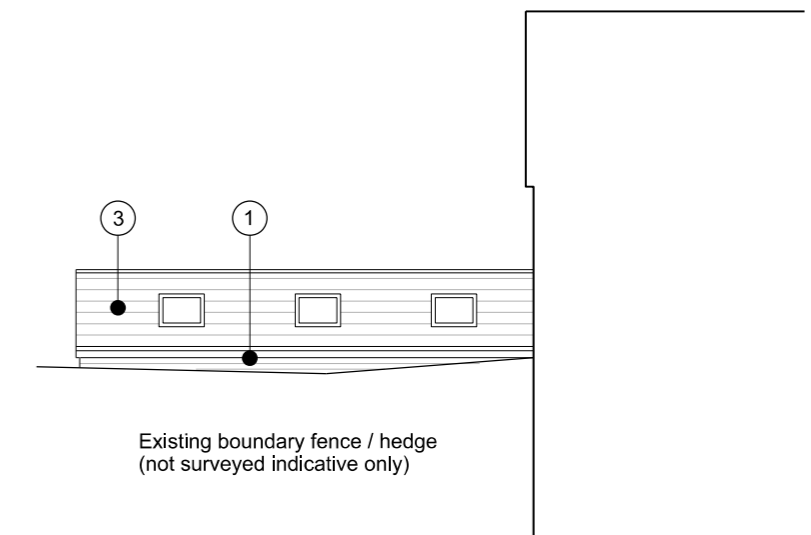 3 1
Existing boundary fence / hedge
(not surveyed indicative only)